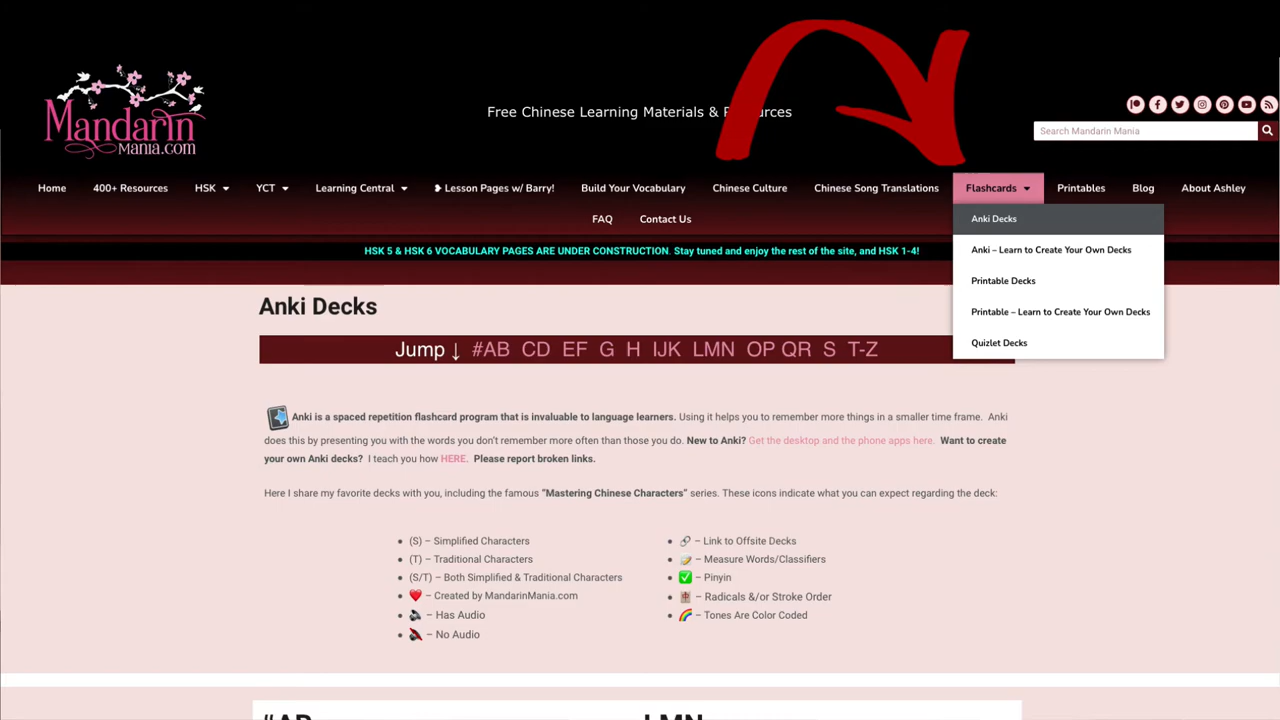 Mandarin
MANIA.com
Free Chinese Learning Materials & R ources
Search Mandarin Mania
Home 400+ Resources HSK YCT Learning Central ❥ Lesson Pages w/ Barry! Build Your Vocabulary Chinese Culture Chinese Song Translations Flashcards Printables Blog About Ashley
FAQ Contact Us
Anki Decks
Anki – Learn to Create Your Own Decks
Printable Decks
Printable – Learn to Create Your Own Decks
Quizlet Decks
HSK 5 & HSK 6 VOCABULARY PAGES ARE UNDER CONSTRUCTION. Stay tuned and enjoy the rest of the site, and HSK 1-4!
Anki Decks
Jump ↓ #AB CD EF G H IJK LMN OP QR S T-Z
Anki is a spaced repetition flashcard program that is invaluable to language learners. Using it helps you to remember more things in a smaller time frame. Anki
does this by presenting you with the words you don't remember more often than those you do. New to Anki? Get the desktop and the phone apps here. Want to create
your own Anki decks? I teach you how HERE. Please report broken links.
Here I share my favorite decks with you, including the famous "Mastering Chinese Characters" series. These icons indicate what you can expect regarding the deck:
(S) – Simplified Characters
(T) – Traditional Characters
(S/T) – Both Simplified & Traditional Characters
❤️ – Created by MandarinMania.com
– Has Audio
– No Audio
🔗 – Link to Offsite Decks
📝 – Measure Words/Classifiers
✅ – Pinyin
🀄 – Radicals &/or Stroke Order
🌈 – Tones Are Color Coded
#AB
LMN